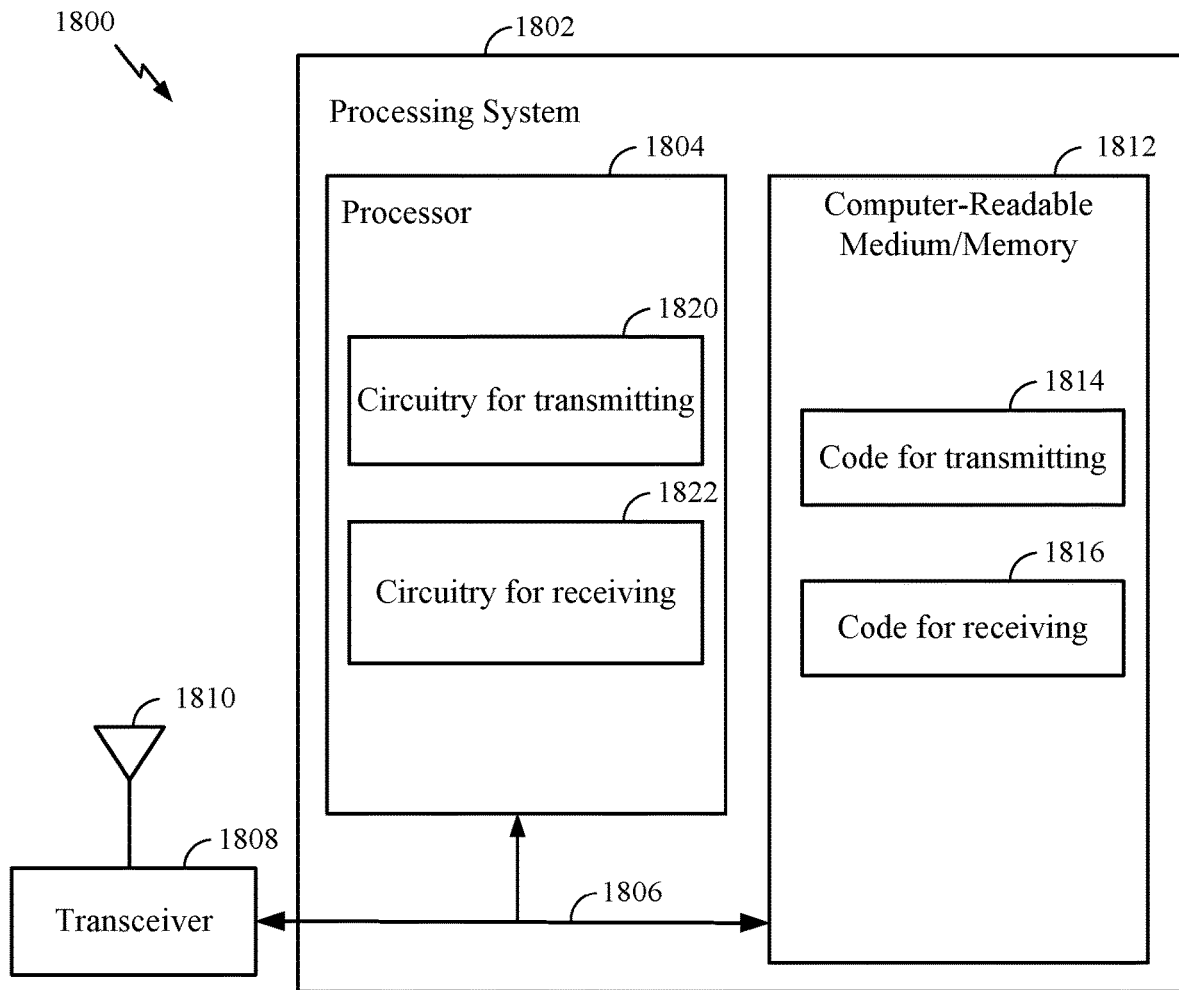 1800
1802
Processing System
1804
1812
Processor
Computer-Readable
Medium/Memory
1820
Circuitry for transmitting
1814
Code for transmitting
1822
Circuitry for receiving
1816
Code for receiving
1810
1808
Transceiver
1806